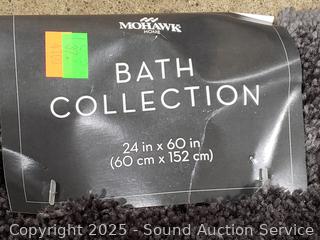 MOHAWK
HOME
BATH
COLLECTION
24 in x 60 in
(60 cm x 152 cm)
Copyright 2025 - Sound Auction Service